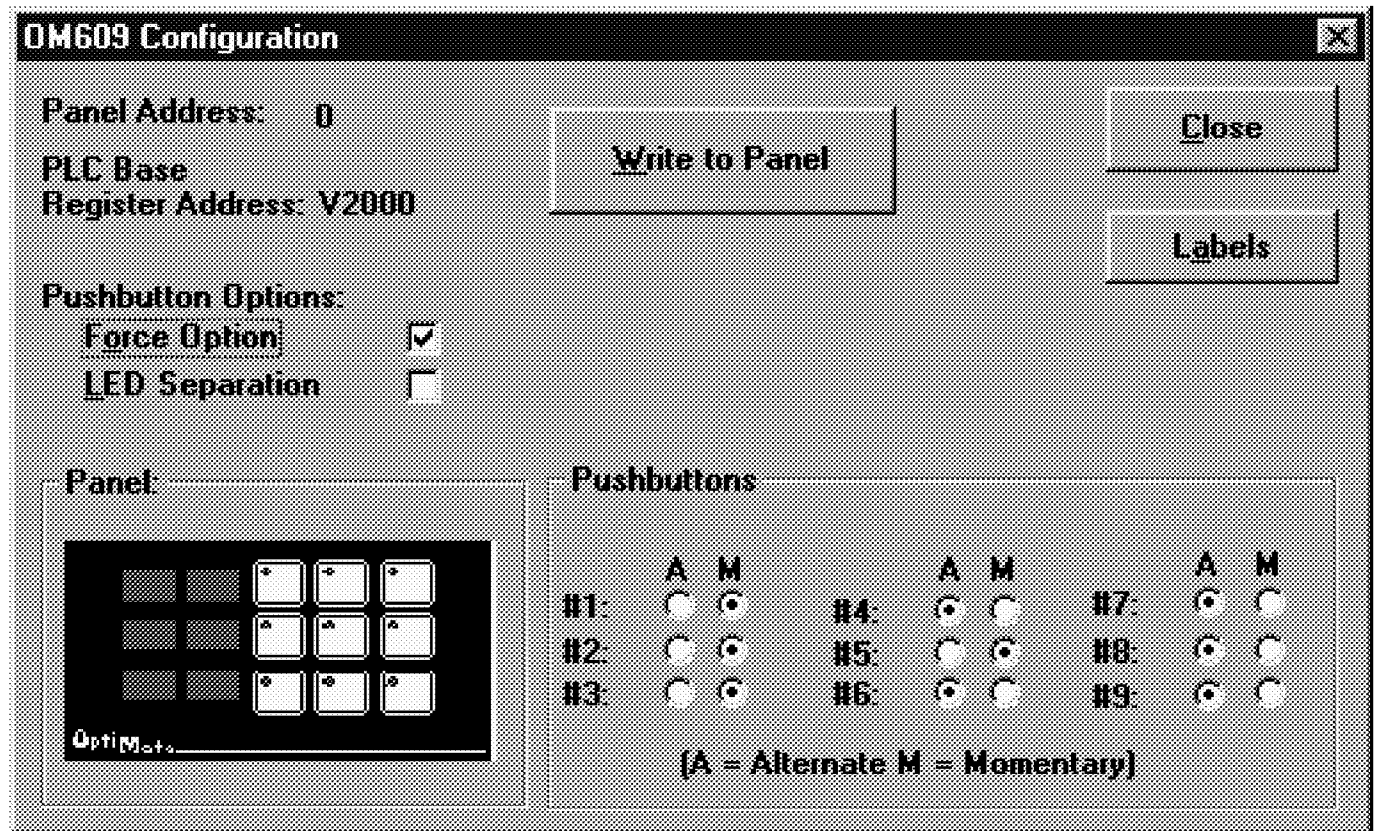 OM609 Configuration
Panel Address: 0
Write to Panel
Close
PLC Base
Register Address: V2000
Labels
Pushbutton Options:
Force Option
LED Separation
Panel:
OptiMate
Pushbuttons
A M A M A M
#1: #4: #7:
#2: #5: #8:
#3: #6: #9:
(A = Alternate M = Momentary)